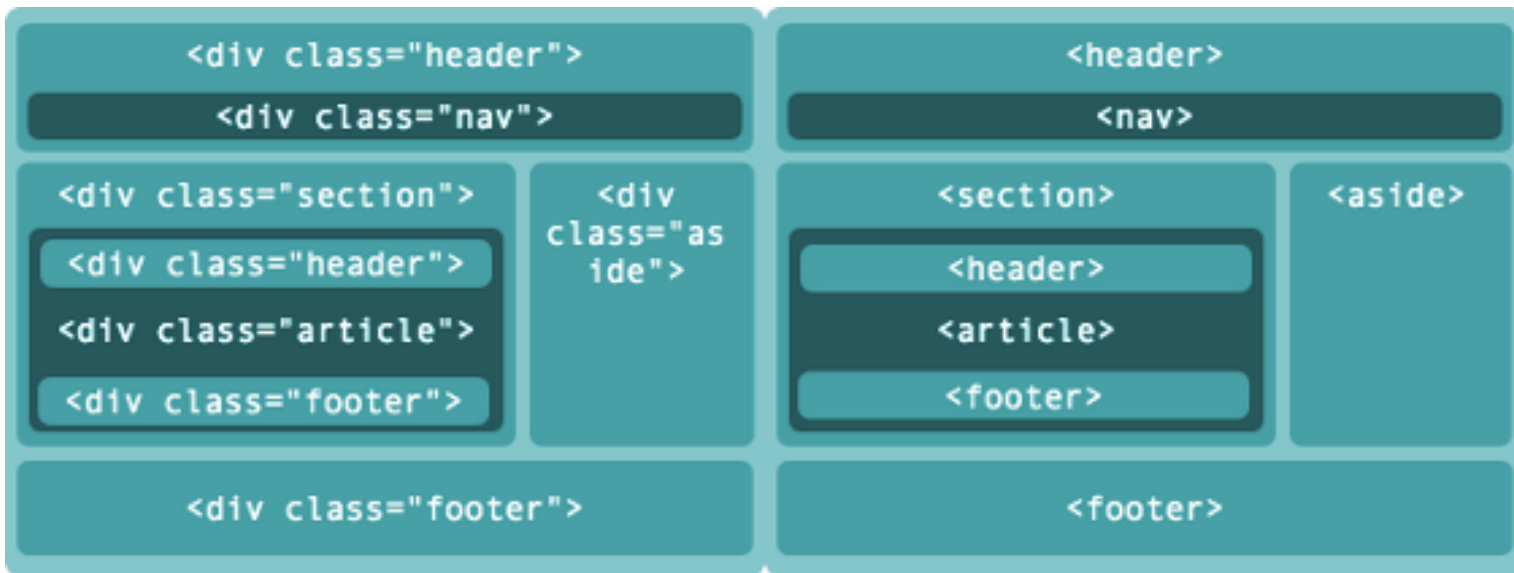 <div class="header">
<div class="nav">
<div class="section">
<div class="header">
<div class="article">
<div class="footer">
<div
class="as
ide">
<div class="footer">
<header>
<nav>
<section>
<header>
<article>
<footer>
<aside>
<footer>